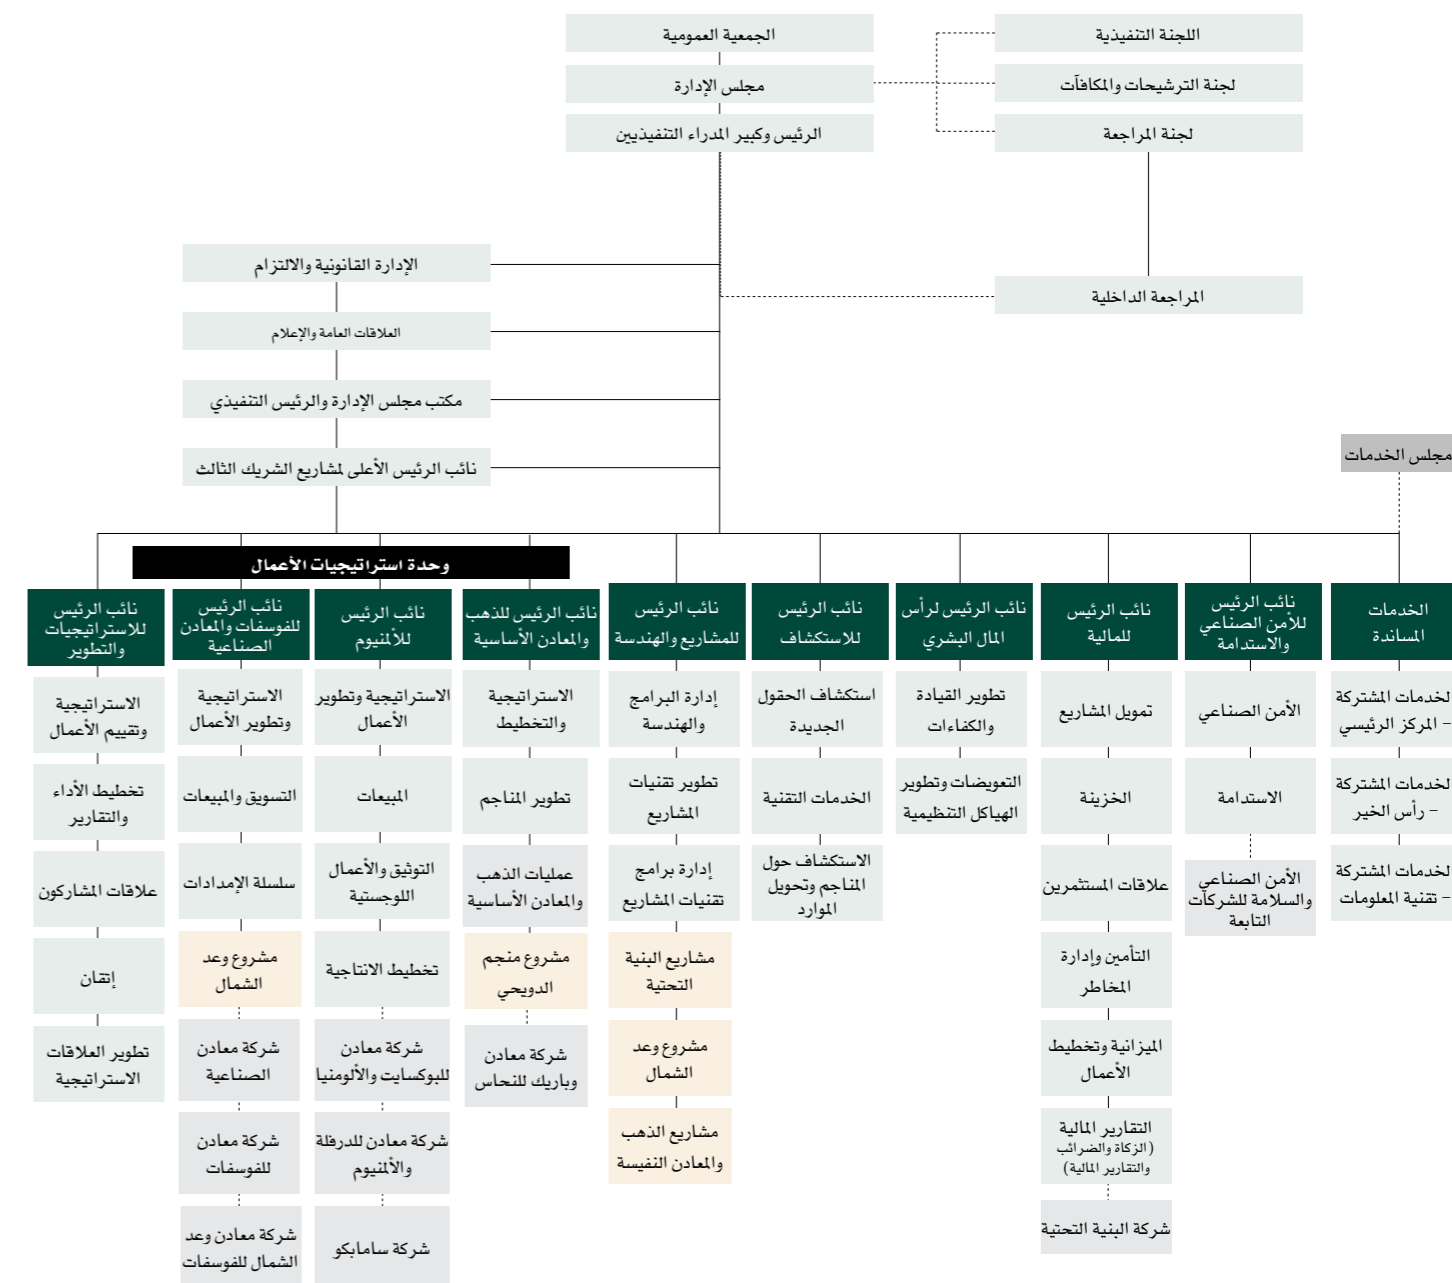 الجمعية العمومية
مجلس الإدارة
الرئيس وكبير المدراء التنفيذيين
اللجنة التنفيذية
لجنة الترشيحات والمكافآت
لجنة المراجعة
المراجعة الداخلية
الإدارة القانونية والالتزام
العلاقات العامة والإعلام
مكتب مجلس الإدارة والرئيس التنفيذي
نائب الرئيس الأعلى لمشاريع الشريك الثالث
مجلس الخدمات
وحدة استراتيجيات الأعمال
الخدمات
المساندة
لخدمات المشتركة
– المركز الرئيسي
لخدمات المشتركة
– رأس الخير
لخدمات المشتركة
– تقنية المعلومات
نائب الرئيس
للأمن الصناعي
والاستدامة
الأمن الصناعي
الاستدامة
الأمن الصناعي
والسلامة للشركات
التابعة
نائب الرئيس
للمالية
تمويل المشاريع
الخزينة
علاقات المستثمرين
التأمين وإدارة
المخاطر
الميزانية وتخطيط
الأعمال
التقارير المالية
(الزكاة والضرائب
والتقارير المالية)
شركة البنية التحتية
نائب الرئيس لرأس
المال البشري
تطوير القيادة
والكفاءات
التعويضات وتطوير
الهياكل التنظيمية
نائب الرئيس
للاستكشاف
استكشاف الحقول
الجديدة
الخدمات التقنية
الاستكشاف حول
المناجم وتحويل
الموارد
نائب الرئيس
للمشاريع والهندسة
إدارة البرامج
والهندسة
تطوير تقنيات
المشاريع
إدارة برامج
تقنيات المشاريع
مشاريع البنية
التحتية
مشروع وعد
الشمال
مشاريع الذهب
والمعادن النفيسة
نائب الرئيس للذهب
والمعادن الأساسية
الاستراتيجية
والتخطيط
تطوير المناجم
عمليات الذهب
والمعادن الأساسية
مشروع منجم
الدويحي
شركة معادن
وباريك للنحاس
نائب الرئيس
للألمنيوم
الاستراتيجية وتطوير
الأعمال
المبيعات
التوثيق والأعمال
اللوجستية
تخطيط الانتاجية
شركة معادن
للبوكسايت والألومنيا
شركة معادن للدرفلة
والألمنيوم
شركة سامابكو
نائب الرئيس
للفوسفات والمعادن
الصناعية
الاستراتيجية
وتطوير الأعمال
التسويق والمبيعات
سلسلة الإمدادات
مشروع وعد
الشمال
شركة معادن
الصناعية
شركة معادن
للفوسفات
شركة معادن وعد
الشمال للفوسفات
نائب الرئيس
للاستراتيجيات
والتطوير
الاستراتيجية
وتقييم الأعمال
تخطيط الأداء
والتقارير
علاقات المشاركون
إتقان
تطوير العلاقات
الاستراتيجية